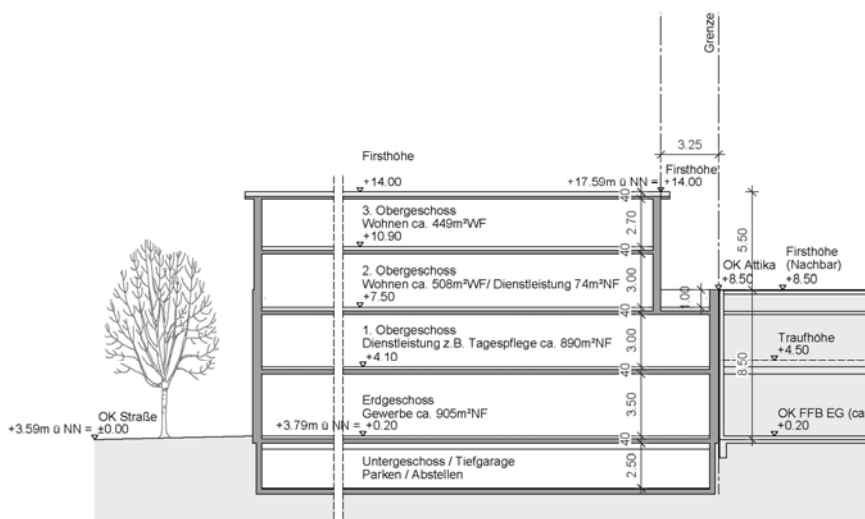 Grenze
3.25
Firsthöhe
+14.00
+17.59m ü NN =
Firsthöhe
+14.00
40
3. Obergeschoss
Wohnen ca. 449m²WF
+10.90
2.70
5.50
40
2. Obergeschoss
Wohnen ca. 508m²WF/ Dienstleistung 74m²NF
+7.50
3.00
OK Attika
+8.50
Firsthöhe
(Nachbar)
+8.50
1.00
40
1. Obergeschoss
Dienstleistung z.B. Tagespflege ca. 890m²NF
+4.10
3.00
Traufhöhe
+4.50
8.50
40
Erdgeschoss
Gewerbe ca. 905m²NF
+3.79m ü NN = +0.20
3.50
OK Straße
+3.59m ü NN = ±0.00
OK FFB EG (ca
+0.20
40
Untergeschoss / Tiefgarage
Parken / Abstellen
2.50